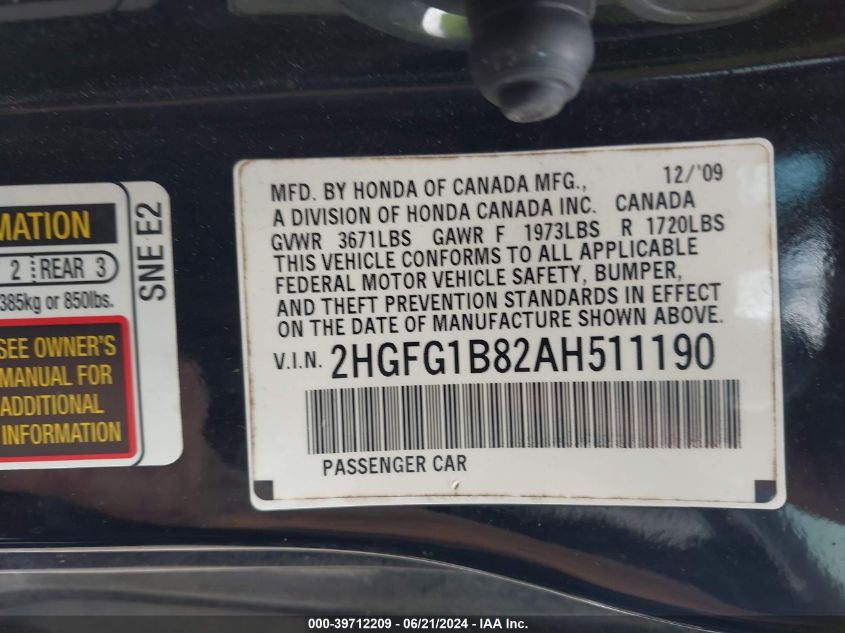 MATION
2 REAR 3
385kg or 850lbs.
SEE OWNER'S
MANUAL FOR
ADDITIONAL
INFORMATION
SNE E2
MFD. BY HONDA OF CANADA MFG., 12/'09
A DIVISION OF HONDA CANADA INC. CANADA
GVWR 3671LBS GAWR F 1973LBS R 1720LBS
THIS VEHICLE CONFORMS TO ALL APPLICABLE
FEDERAL MOTOR VEHICLE SAFETY, BUMPER,
AND THEFT PREVENTION STANDARDS IN EFFECT
ON THE DATE OF MANUFACTURE SHOWN ABOVE.
V.I.N. 2HGFG1B82AH511190
PASSENGER CAR
000-39712209 - 06/21/2024 - IAA Inc.